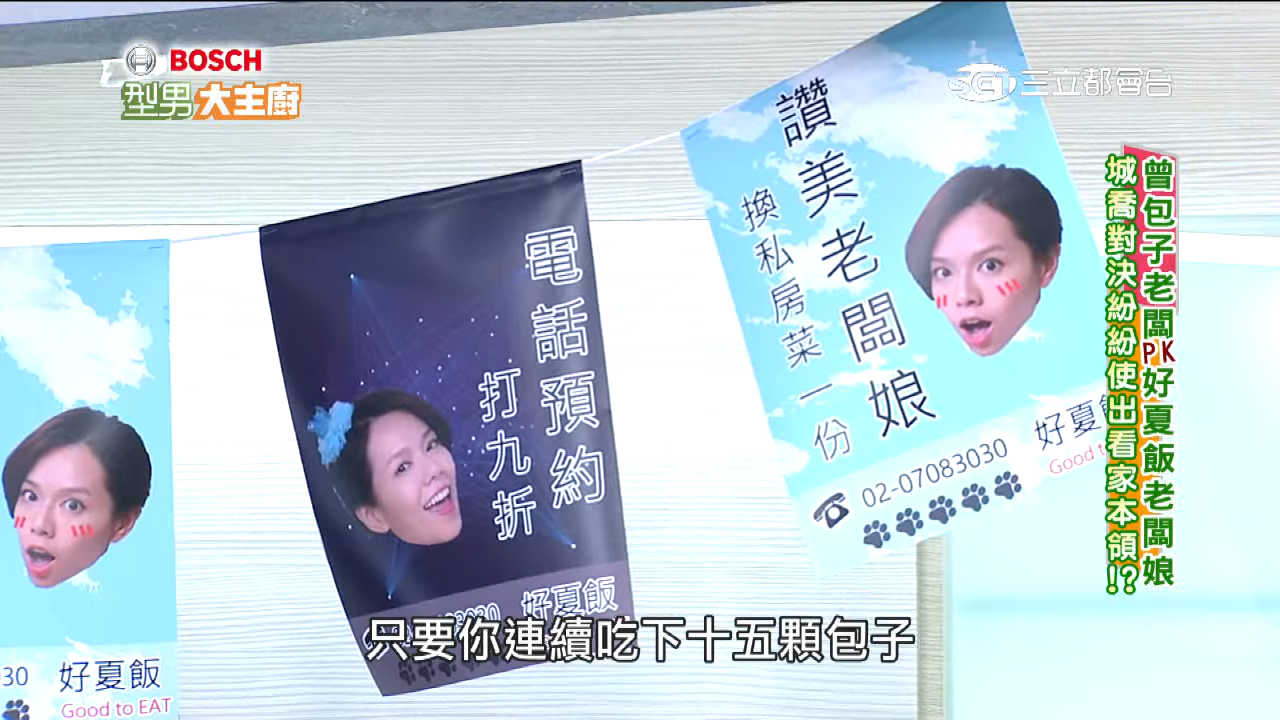 BOSCH
型男大主廚
SET 三立都會台
曾包子老闆PK好夏飯老闆娘
城喬對決紛紛使出看家本領!?
讚美老闆娘
換私房菜一份
02-07083030
好夏飯
Good to
電話預約
打九折
好夏飯
30
好夏飯
Good to EAT
只要你連續吃下十五顆包子